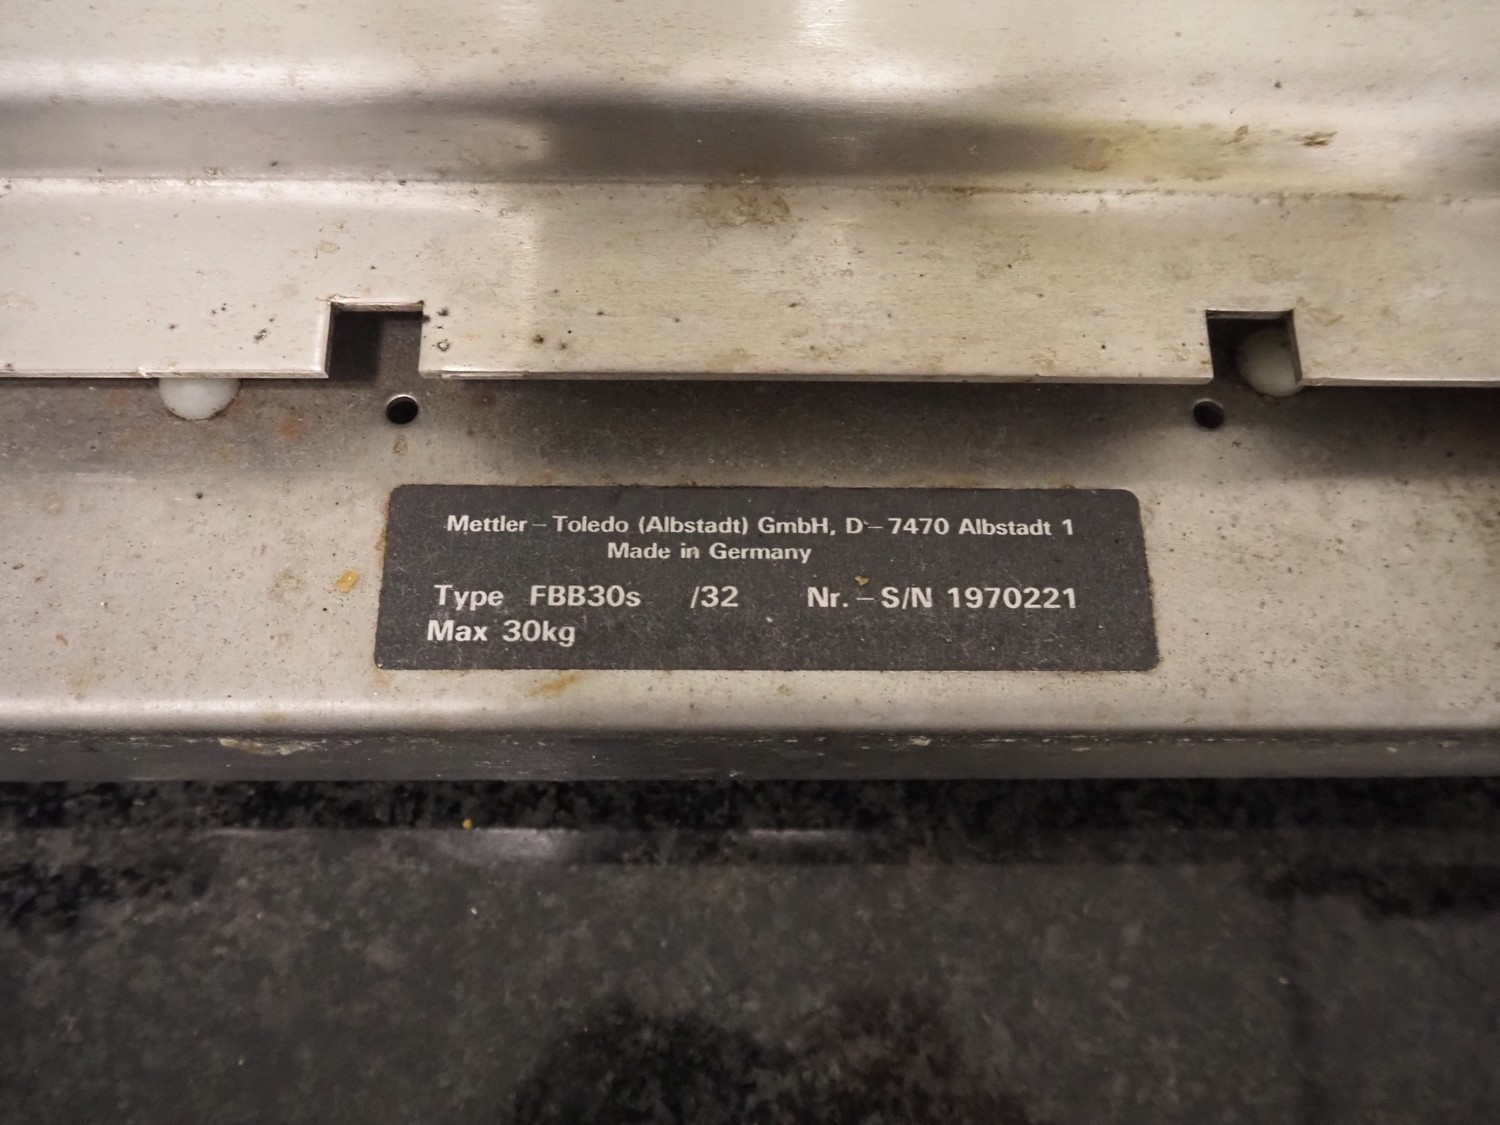 Mettler-Toledo (Albstadt) GmbH, D-7470 Albstadt 1
Made in Germany
Type FBB30s /32 Nr.-S/N 1970221
Max 30kg